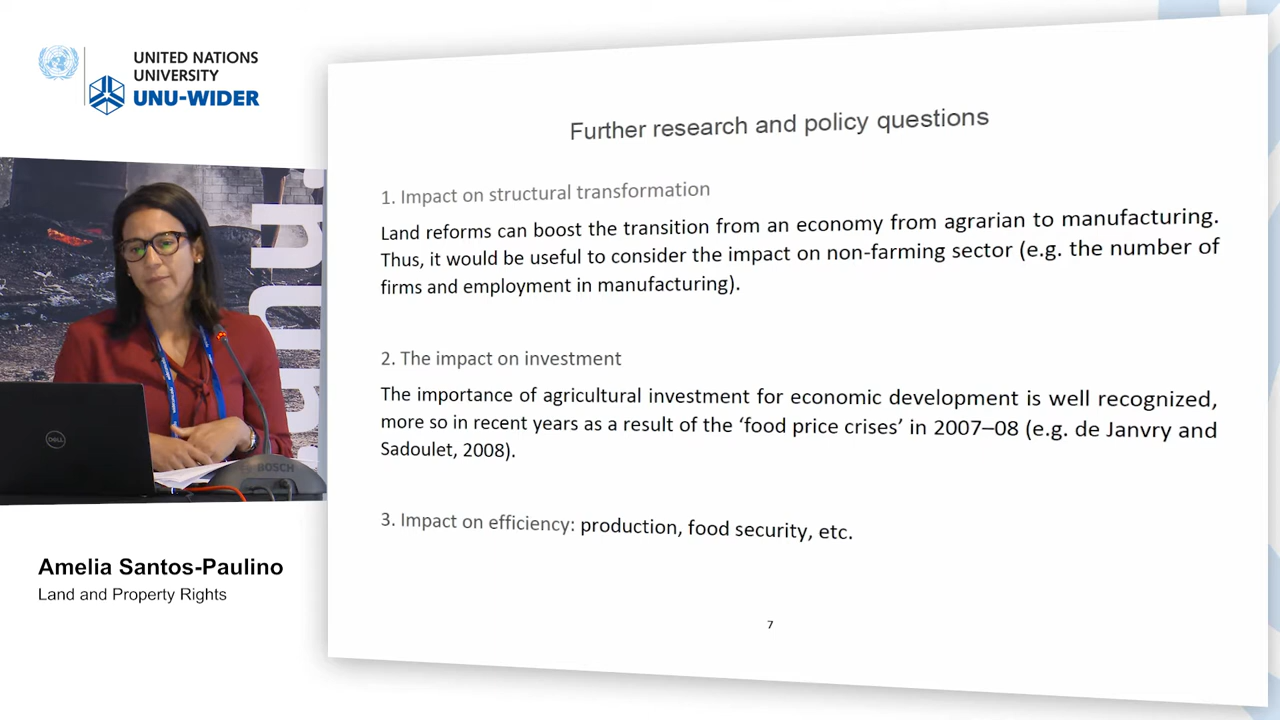 UNITED NATIONS
UNIVERSITY
UNU-WIDER
Further research and policy questions
1. Impact on structural transformation
Land reforms can boost the transition from an economy from agrarian to manufacturing.
Thus, it would be useful to consider the impact on non-farming sector (e.g. the number of
firms and employment in manufacturing).
2. The impact on investment
The importance of agricultural investment for economic development is well recognized,
more so in recent years as a result of the ‘food price crises’ in 2007–08 (e.g. de Janvry and
Sadoulet, 2008).
3. Impact on efficiency: production, food security, etc.
7
DELL
BOSCH
Amelia Santos-Paulino
Land and Property Rights